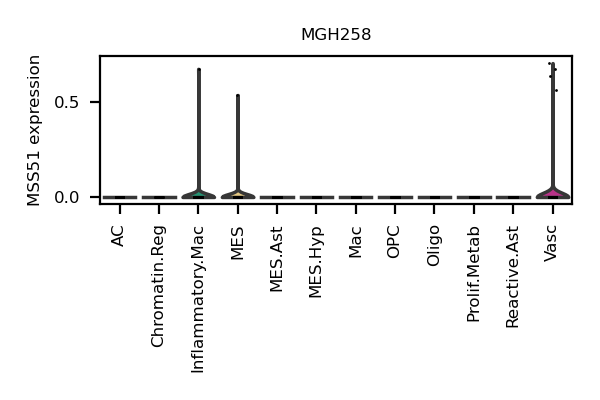 MGH258
MSS51 expression
0.5
0.0
AC
Chromatin.Reg
Inflammatory.Mac
MES
MES.Ast
MES.Hyp
Mac
OPC
Oligo
Prolif.Metab
Reactive.Ast
Vasc